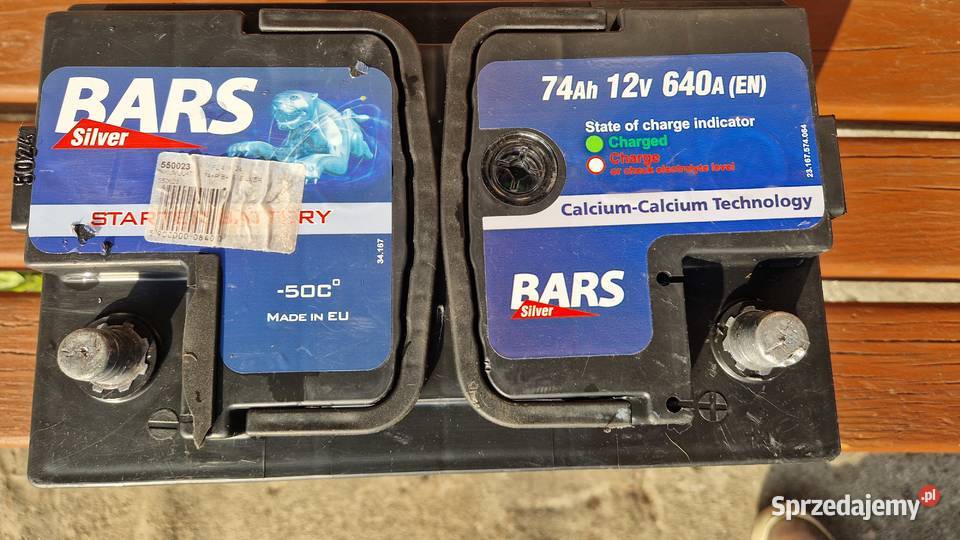 BARS
Silver
550023
STARTER BATTERY
34.167
-50C°
MADE IN EU
74Ah 12V 640A (EN)
State of charge indicator
Charged
Charge
or check electrolyte level
23.167.574.064
Calcium-Calcium Technology
BARS
Silver
Sprzedajemy.pl